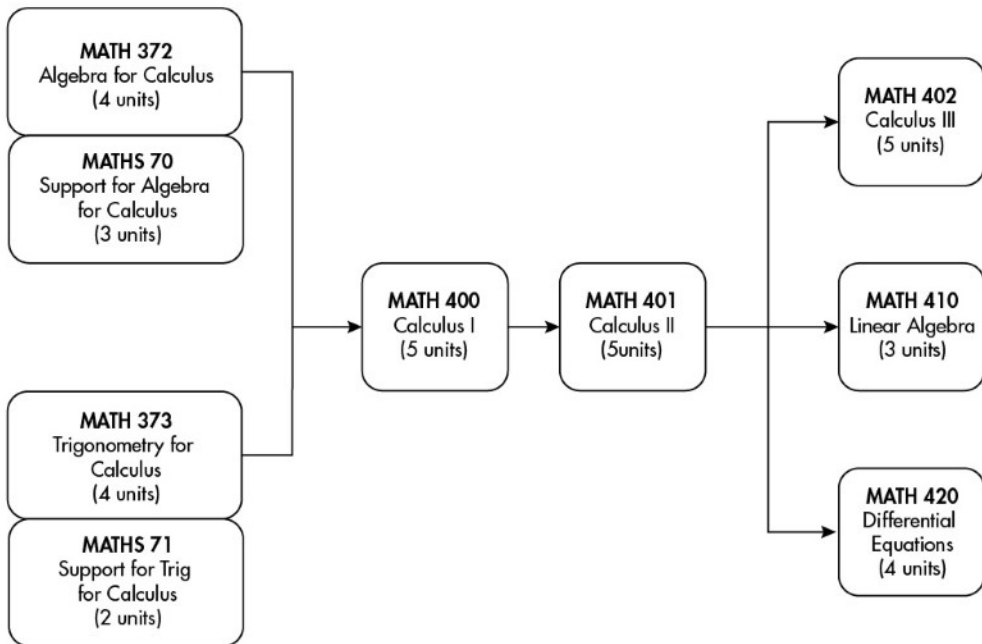 MATH 372
Algebra for Calculus
(4 units)
MATHS 70
Support for Algebra
for Calculus
(3 units)
MATH 373
Trigonometry for
Calculus
(4 units)
MATHS 71
Support for Trig
for Calculus
(2 units)
MATH 400
Calculus I
(5 units)
MATH 401
Calculus II
(5units)
MATH 402
Calculus III
(5 units)
MATH 410
Linear Algebra
(3 units)
MATH 420
Differential
Equations
(4 units)